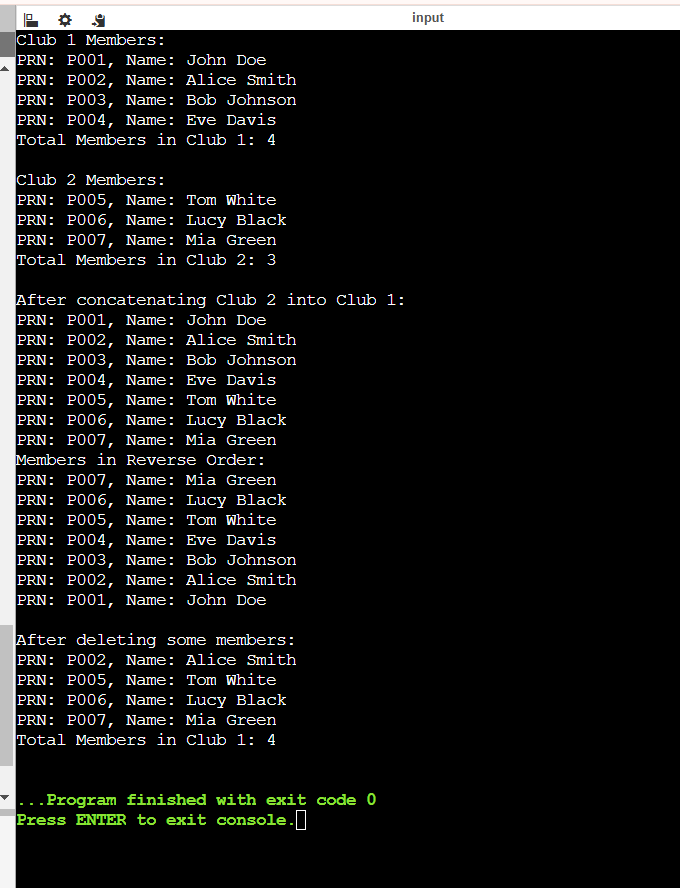 input
Club 1 Members:
PRN: P001, Name: John Doe
PRN: P002, Name: Alice Smith
PRN: P003, Name: Bob Johnson
PRN: P004, Name: Eve Davis
Total Members in Club 1: 4

Club 2 Members:
PRN: P005, Name: Tom White
PRN: P006, Name: Lucy Black
PRN: P007, Name: Mia Green
Total Members in Club 2: 3

After concatenating Club 2 into Club 1:
PRN: P001, Name: John Doe
PRN: P002, Name: Alice Smith
PRN: P003, Name: Bob Johnson
PRN: P004, Name: Eve Davis
PRN: P005, Name: Tom White
PRN: P006, Name: Lucy Black
PRN: P007, Name: Mia Green
Members in Reverse Order:
PRN: P007, Name: Mia Green
PRN: P006, Name: Lucy Black
PRN: P005, Name: Tom White
PRN: P004, Name: Eve Davis
PRN: P003, Name: Bob Johnson
PRN: P002, Name: Alice Smith
PRN: P001, Name: John Doe

After deleting some members:
PRN: P002, Name: Alice Smith
PRN: P005, Name: Tom White
PRN: P006, Name: Lucy Black
PRN: P007, Name: Mia Green
Total Members in Club 1: 4

...Program finished with exit code 0
Press ENTER to exit console.